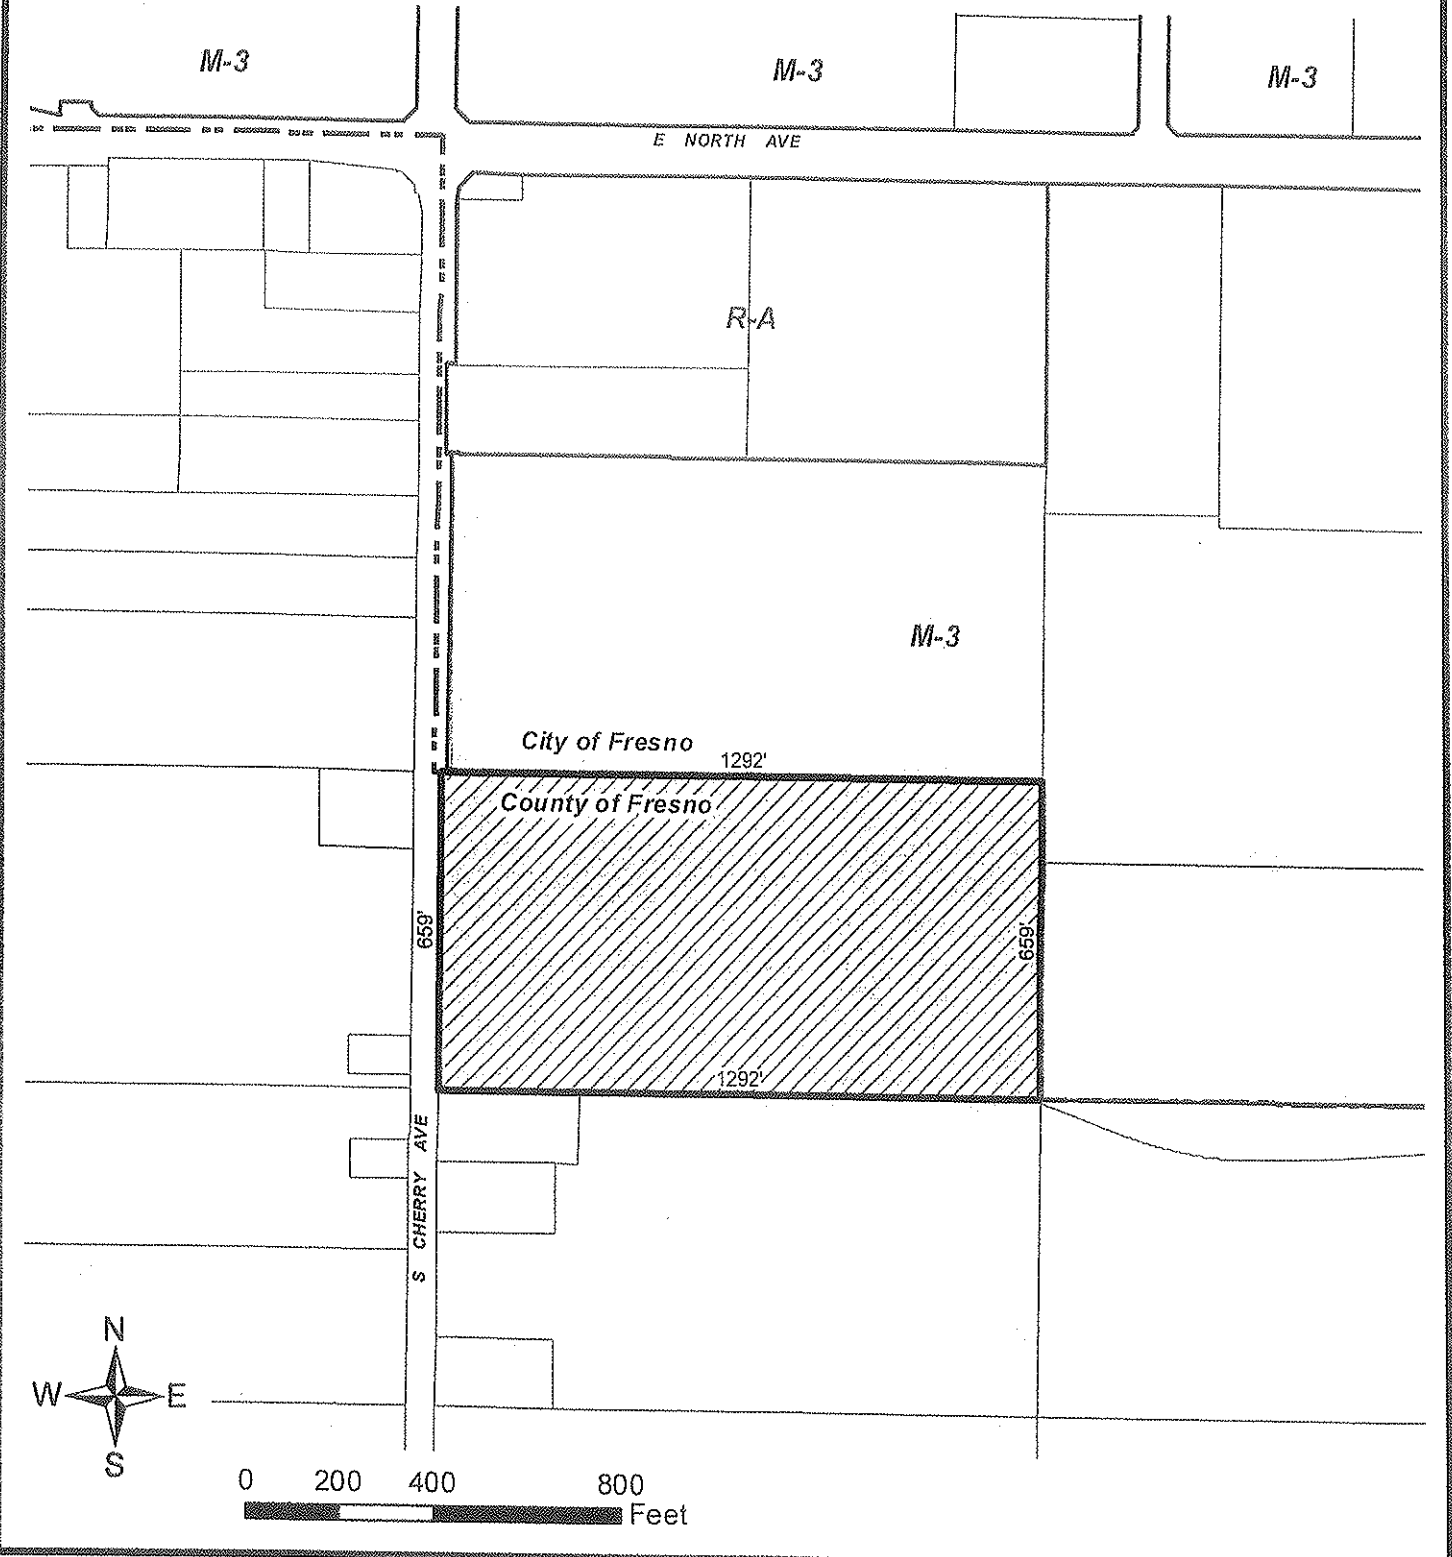 M-3
M-3
M-3
E NORTH AVE
R-A
M-3
City of Fresno
1292'
County of Fresno
659'
659'
1292'
S CHERRY AVE
N
W E
S
0 200 400 800
Feet